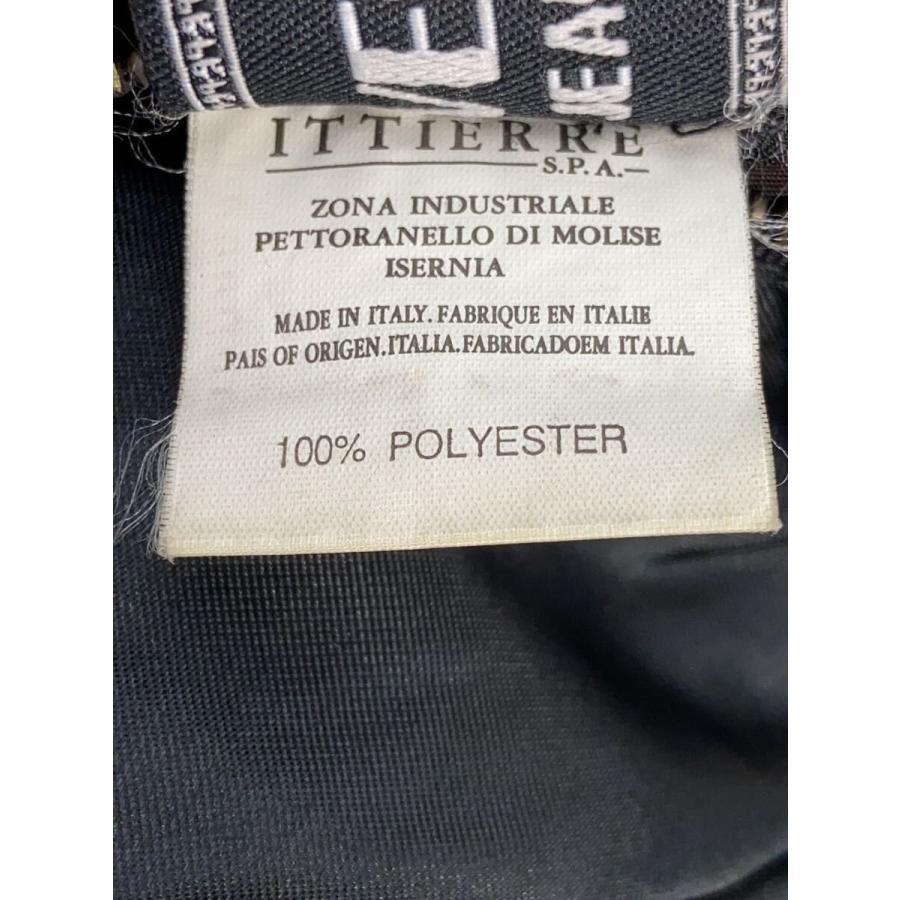 ITTIERRE
S.P.A.
ZONA INDUSTRIALE
PETTORANELLO DI MOLISE
ISERNIA
MADE IN ITALY. FABRIQUE EN ITALIE
PAIS OF ORIGEN.ITALIA.FABRICADOEM ITALIA.
100% POLYESTER